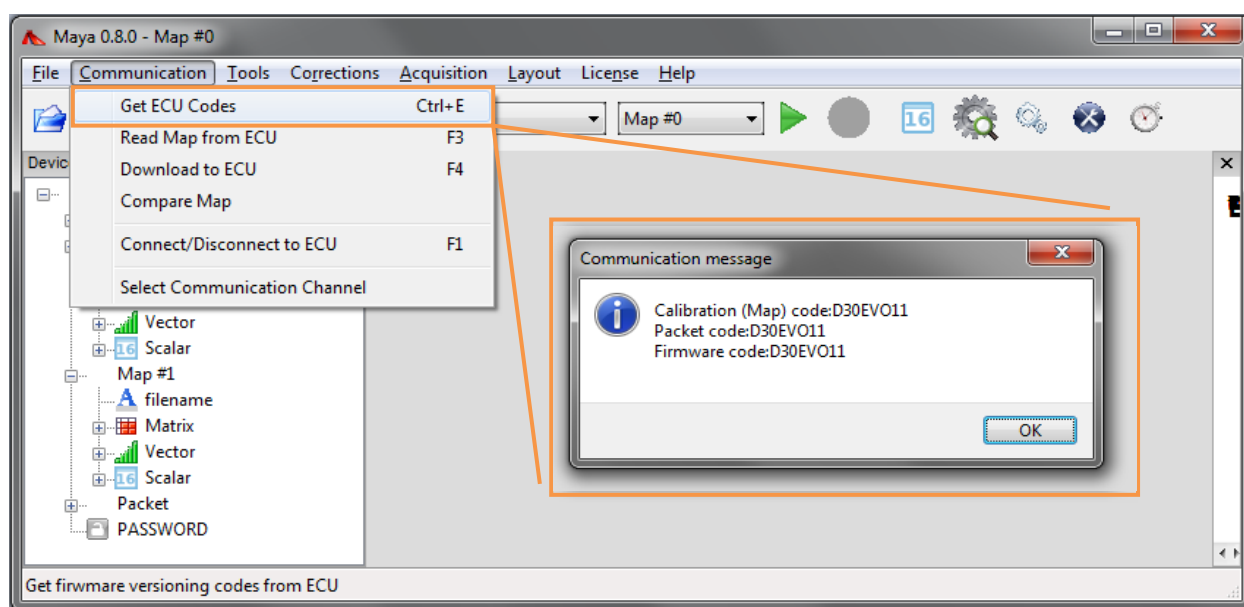 Maya 0.8.0 - Map #0
File Communication Tools Corrections Acquisition Layout License Help
Get ECU Codes Ctrl+E
Map #0
16
Read Map from ECU F3
Download to ECU F4
Compare Map
Connect/Disconnect to ECU F1
Select Communication Channel
Devic
Vector
16 Scalar
Map #1
A filename
Matrix
Vector
16 Scalar
Packet
PASSWORD
Communication message
Calibration (Map) code:D30EVO11
Packet code:D30EVO11
Firmware code:D30EVO11
OK
Get firwmare versioning codes from ECU